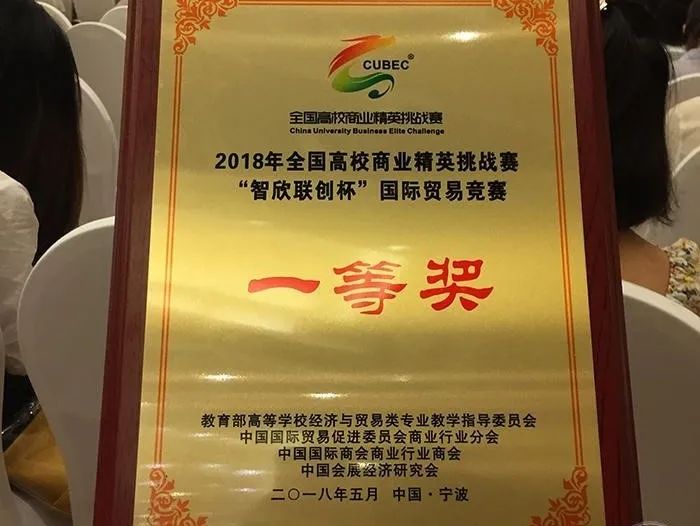 CUBEC®
全国高校商业精英挑战赛
China University Business Elite Challenge
2018年全国高校商业精英挑战赛
“智欣联创杯”国际贸易竞赛
一等奖
教育部高等学校经济与贸易类专业教学指导委员会
中国国际贸易促进委员会商业行业分会
中国国际商会商业行业商会
中国会展经济研究会
二〇一八年五月 中国·宁波